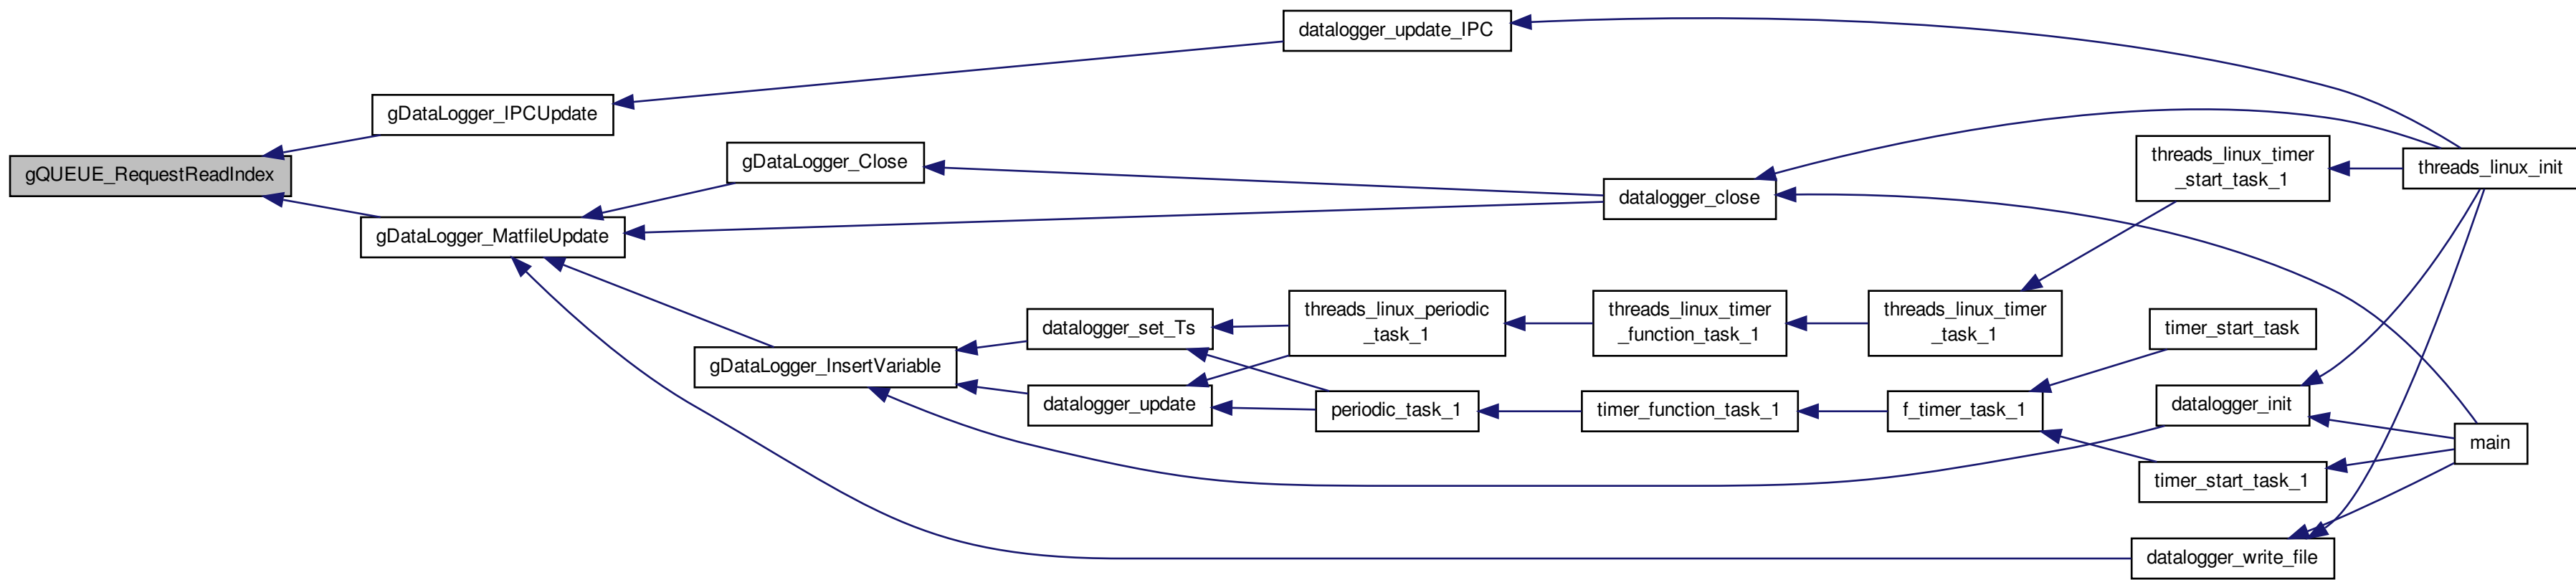 datalogger_update_IPC
gDataLogger_IPCUpdate
gQUEUE_RequestReadIndex
gDataLogger_Close
threads_linux_timer
_start_task_1
threads_linux_init
datalogger_close
gDataLogger_MatfileUpdate
datalogger_set_Ts
threads_linux_periodic
_task_1
threads_linux_timer
_function_task_1
threads_linux_timer
_task_1
timer_start_task
gDataLogger_InsertVariable
datalogger_update
periodic_task_1
timer_function_task_1
f_timer_task_1
datalogger_init
main
timer_start_task_1
datalogger_write_file